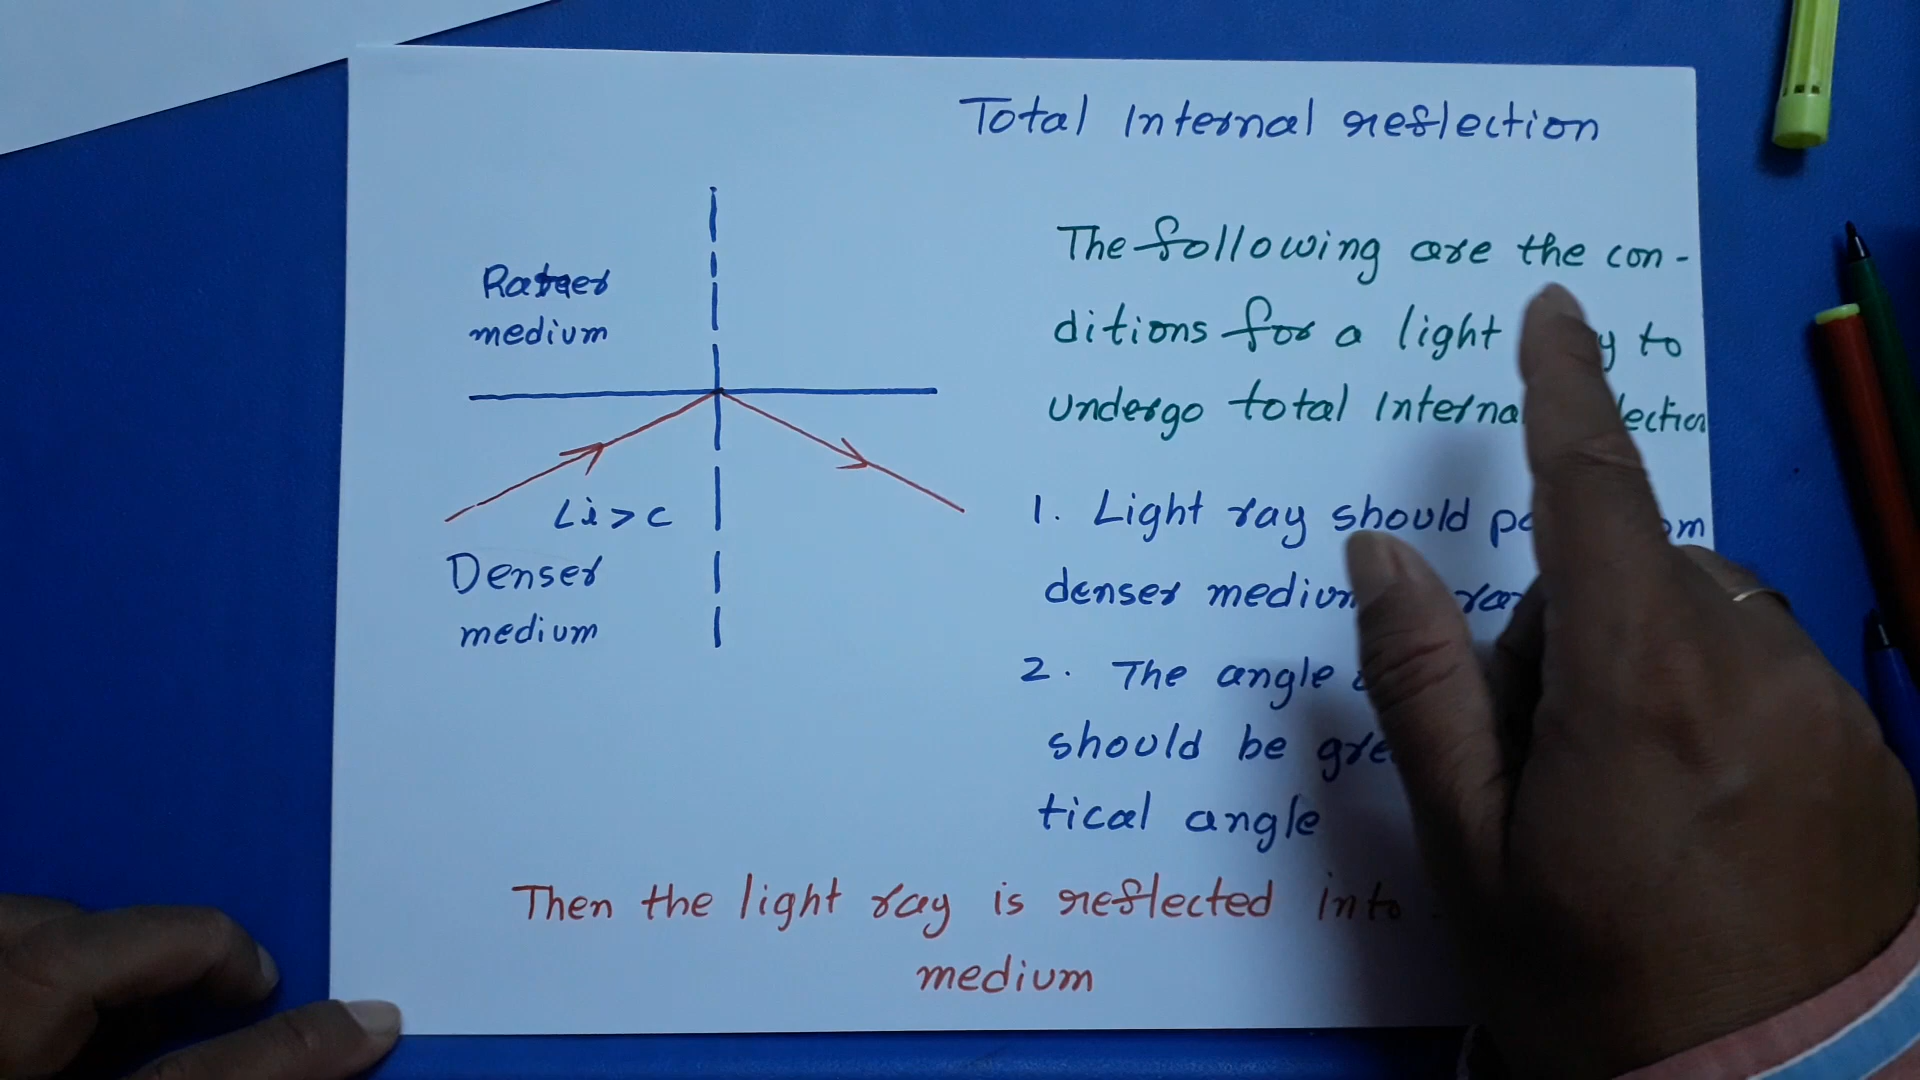 Total Internal reflection
medium
∠i > c
Denser
medium
The following are the con-
ditions for a light to
undergo total Interna
1. Light ray should
denser medium
2. The angle
should be
tical angle
Then the light ray is reflected into
medium